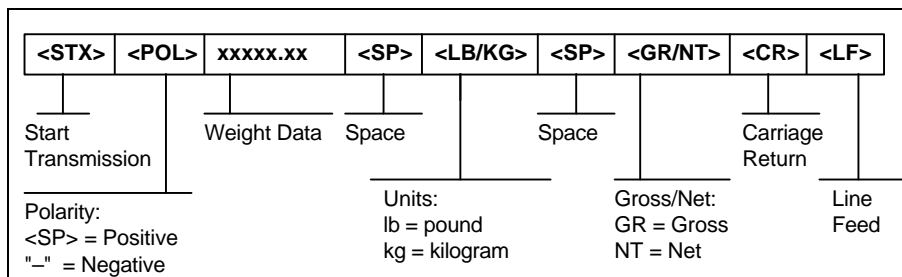 <STX> <POL> xxxxx.xx <SP> <LB/KG> <SP> <GR/NT> <CR> <LF>
Start
Transmission
Weight Data
Space
Space
Carriage
Return
Polarity:
<SP> = Positive
"–" = Negative
Units:
lb = pound
kg = kilogram
Gross/Net:
GR = Gross
NT = Net
Line
Feed